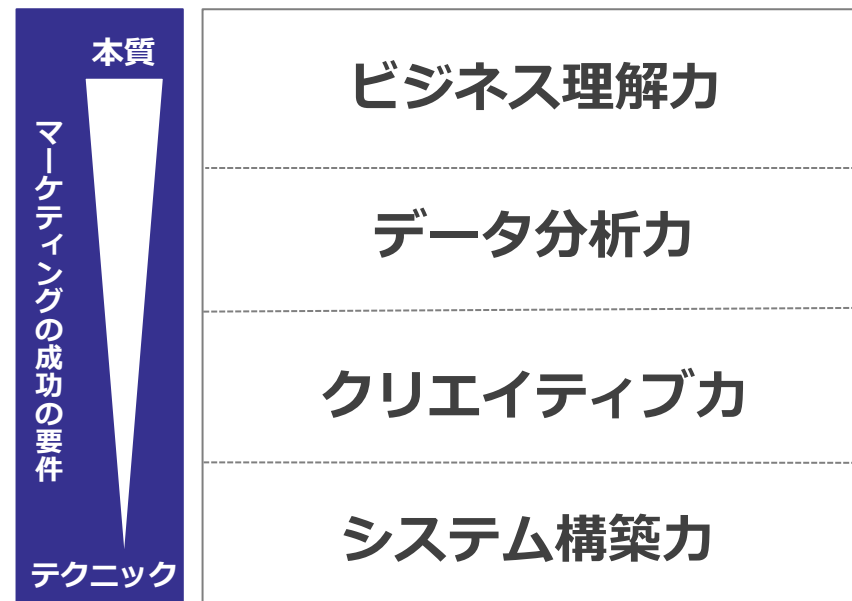 本質
マーケティングの成功の要件
テクニック
ビジネス理解力
データ分析力
クリエイティブ力
システム構築力